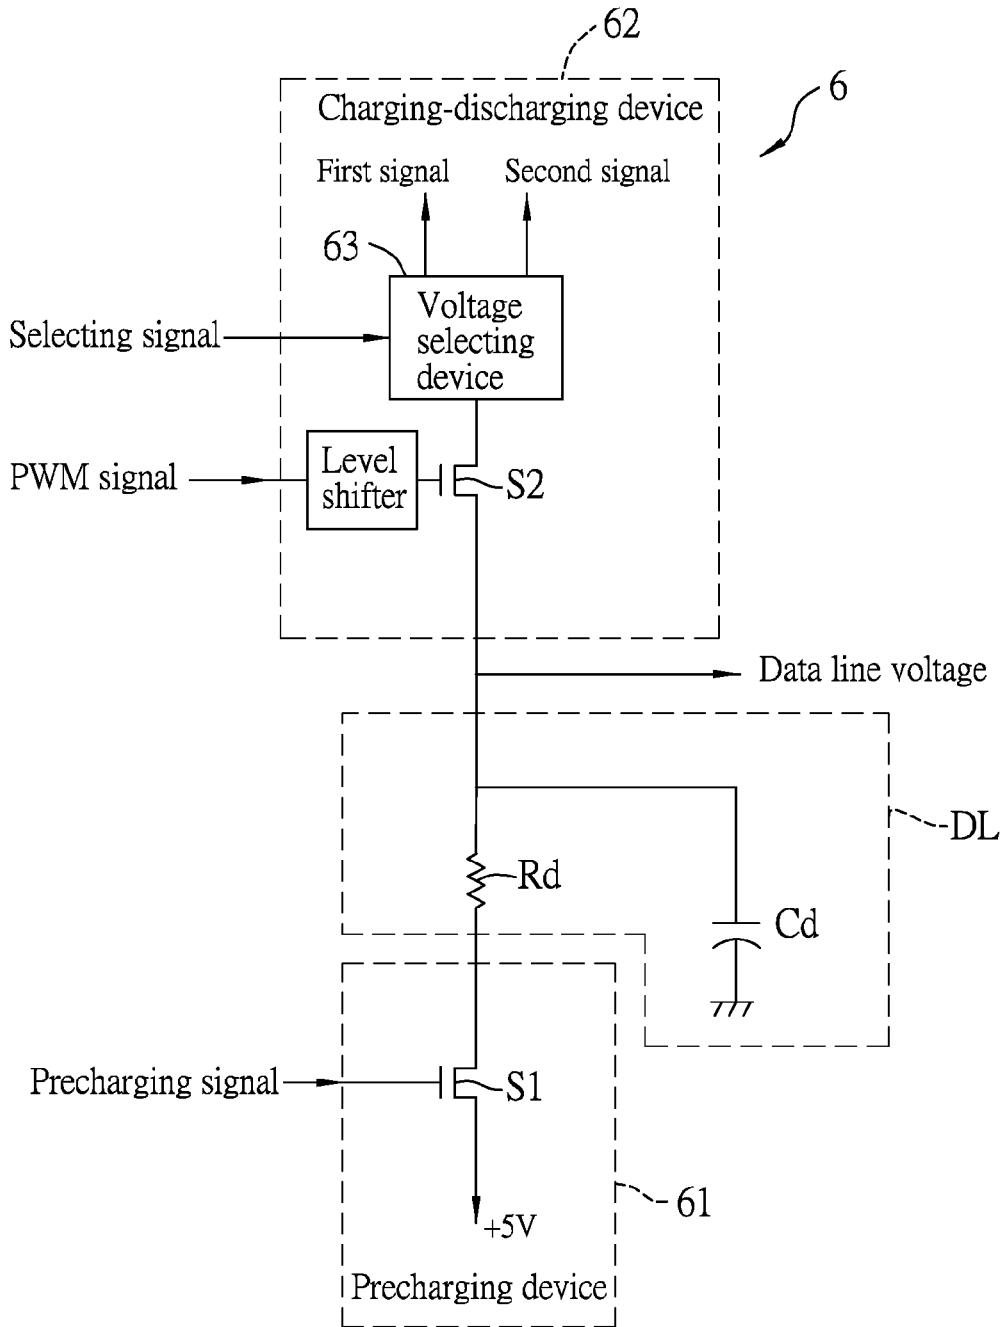 62
Charging-discharging device
6
First signal
Second signal
63
Voltage
selecting
device
Selecting signal
PWM signal
Level
shifter
S2
Data line voltage
DL
Rd
Cd
Precharging signal
S1
61
+5V
Precharging device